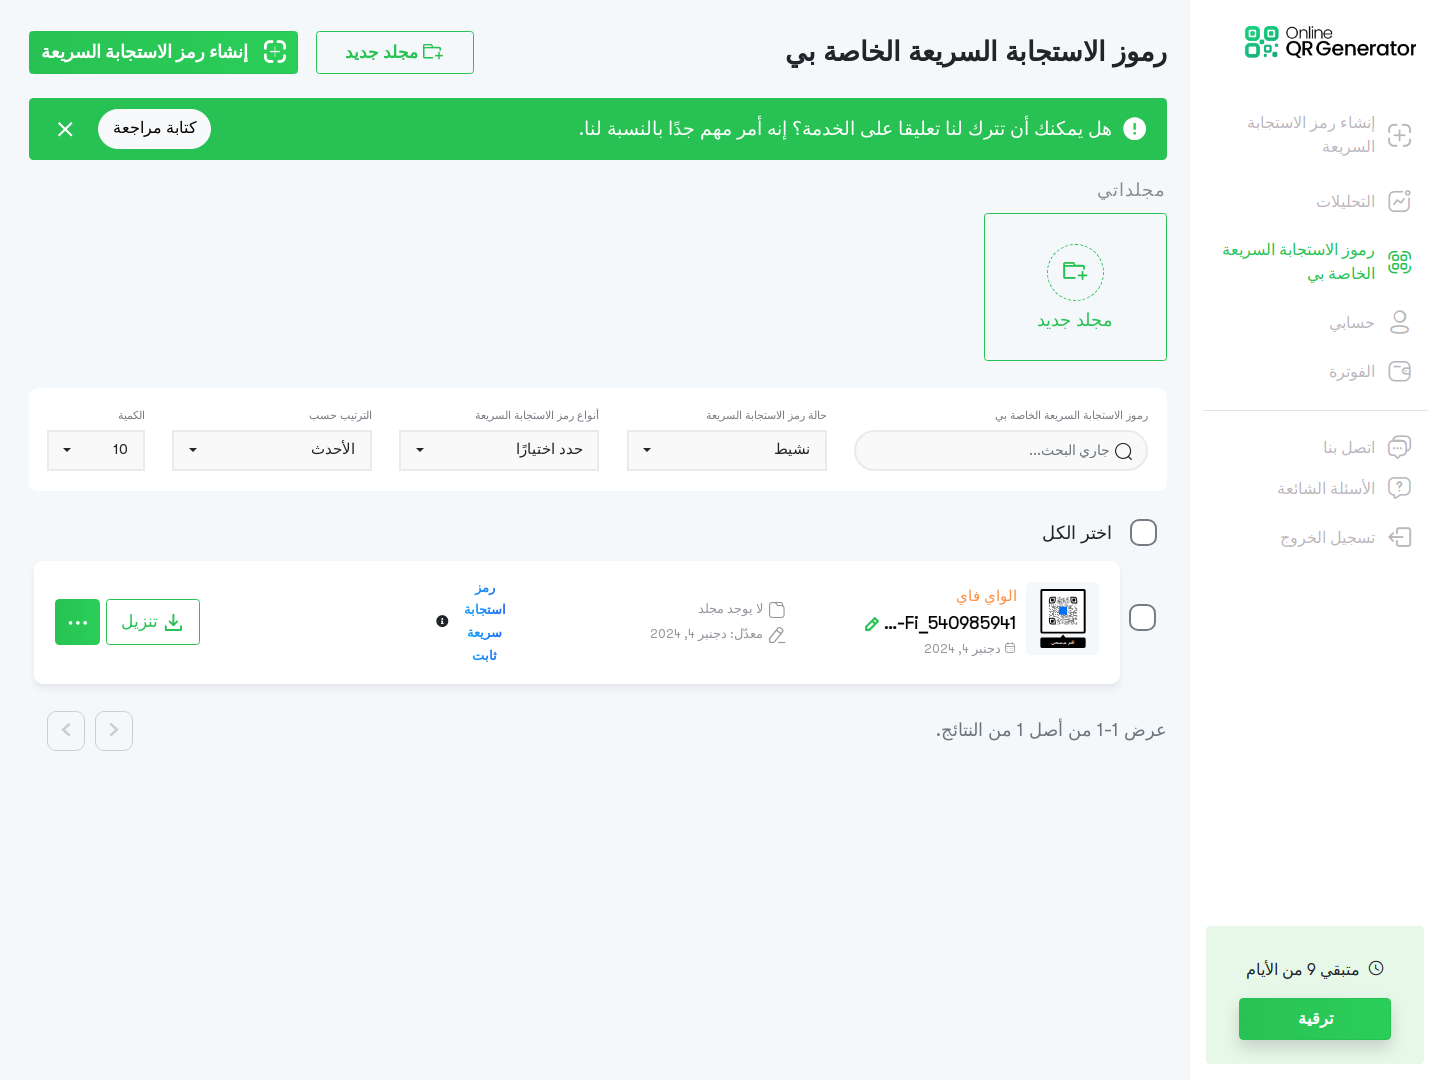 Online
QR Generator
إنشاء رمز الاستجابة
السريعة
التحليلات
رموز الاستجابة السريعة
الخاصة بي
حسابي
الفوترة
اتصل بنا
الأسئلة الشائعة
تسجيل الخروج
متبقي 9 من الأيام
ترقية
رموز الاستجابة السريعة الخاصة بي
مجلد جديد
إنشاء رمز الاستجابة السريعة
هل يمكنك أن تترك لنا تعليقا على الخدمة؟ إنه أمر مهم جدًا بالنسبة لنا.
كتابة مراجعة
مجلداتي
مجلد جديد
رموز الاستجابة السريعة الخاصة بي
جاري البحث...
حالة رمز الاستجابة السريعة
نشيط
أنواع رمز الاستجابة السريعة
حدد اختيارًا
الترتيب حسب
الأحدث
الكمية
10
اختر الكل
الواي فاي
...-Fi_540985941
دجنبر 4, 2024
لا يوجد مجلد
معدّل: دجنبر 4, 2024
رمز
استجابة
سريعة
ثابت
تنزيل
عرض 1-1 من أصل 1 من النتائج.